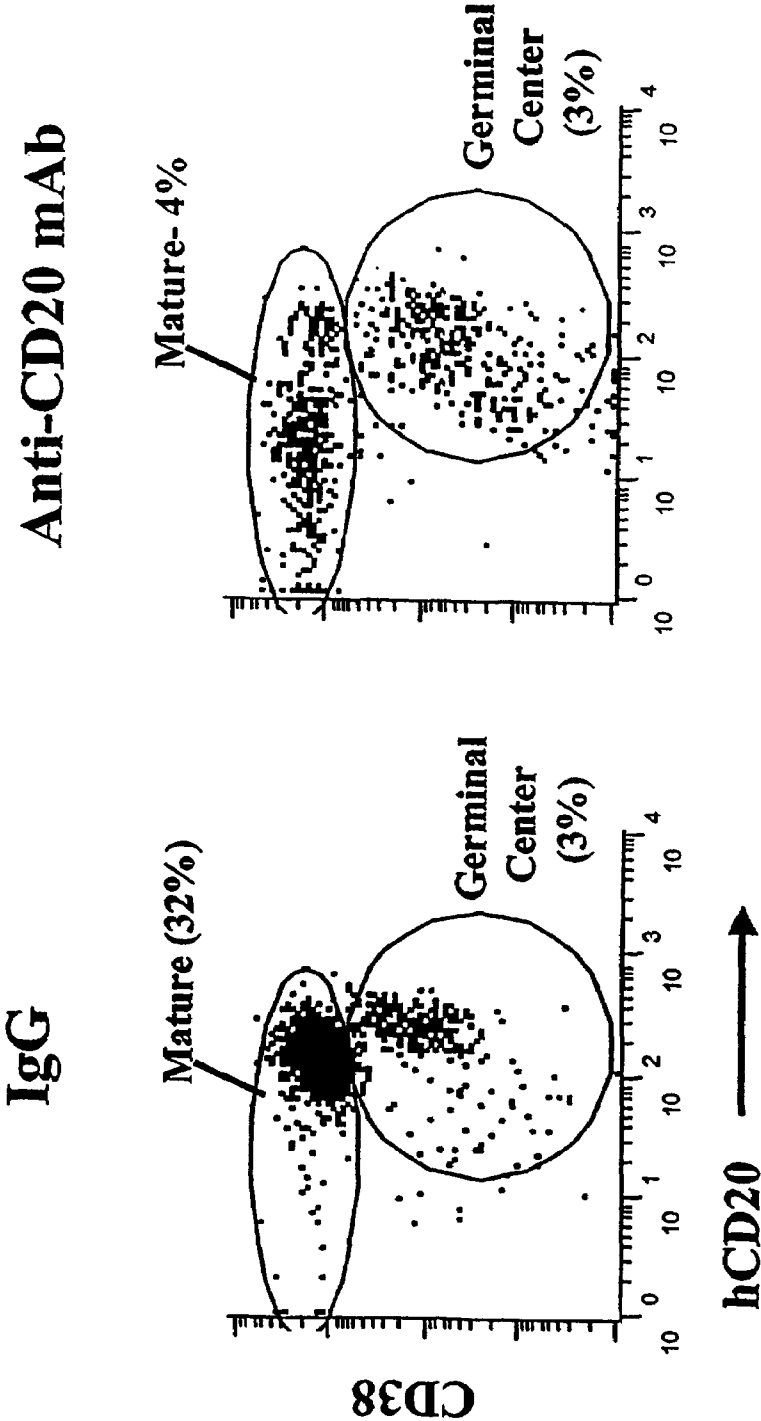 IgG
Mature (32%)
Germinal
Center
(3%)
CD38
10 0
10 1
10 2
10 3
10 4
hCD20
Anti-CD20 mAb
Mature- 4%
Germinal
Center
(3%)
10 0
10 1
10 2
10 3
10 4